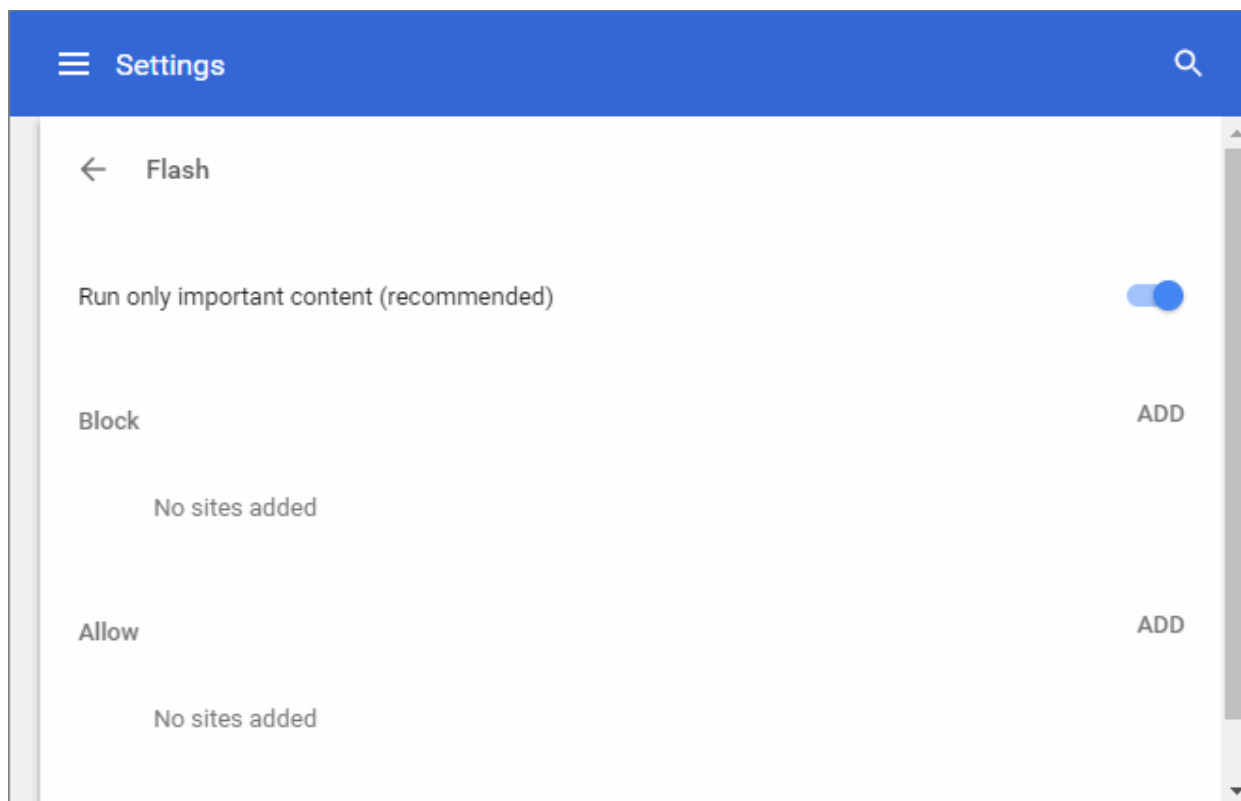 Settings
Flash
Run only important content (recommended)
Block
ADD
No sites added
Allow
ADD
No sites added